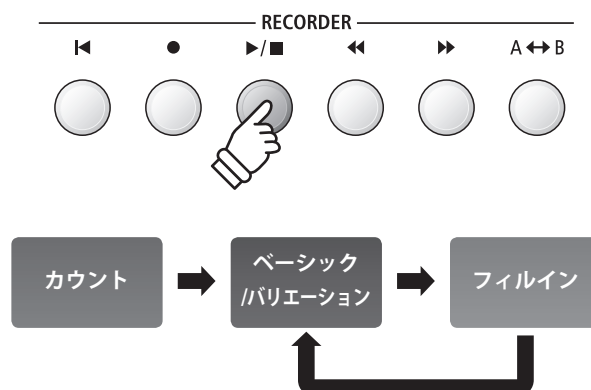 RECORDER
|◀ ● ▶/■ ◀◀ ▶▶ A ↔ B
カウント
ベーシック
/バリエーション
フィルイン